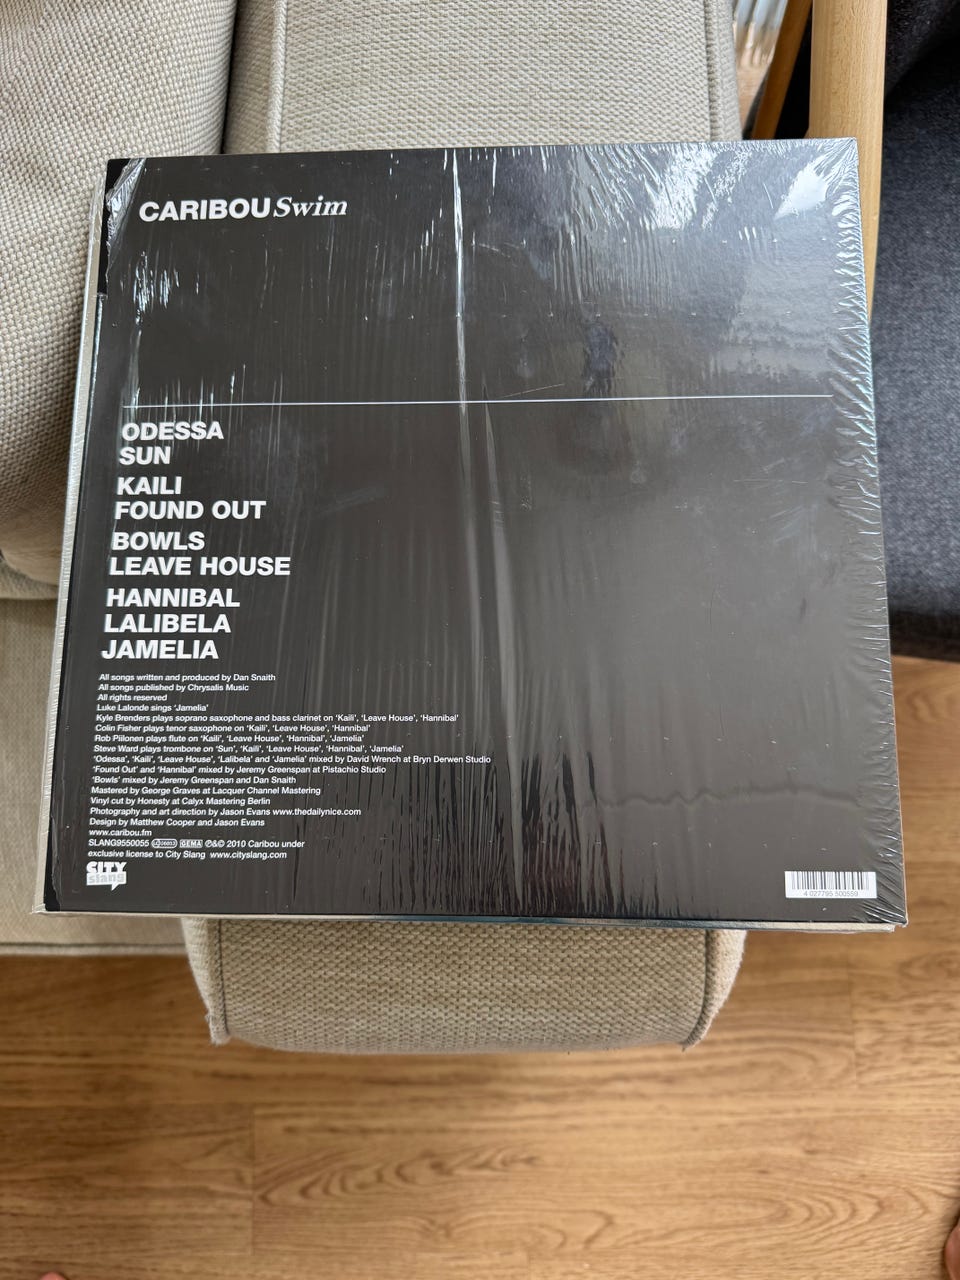 CARIBOU Swim
ODESSA
SUN
KAILI
FOUND OUT
BOWLS
LEAVE HOUSE
HANNIBAL
LALIBELA
JAMELIA
All songs written and produced by Dan Snaith
All songs published by Chrysalis Music
All rights reserved
Luke Lalonde sings 'Jamelia'
Kyle Brenders plays soprano saxophone and bass clarinet on 'Kaili', 'Leave House', 'Hannibal'
Colin Fisher plays tenor saxophone on 'Kaili', 'Leave House', 'Hannibal'
Rob Piilonen plays flute on 'Kaili', 'Leave House', 'Hannibal', 'Jamelia'
Steve Ward plays trombone on 'Sun', 'Kaili', 'Leave House', 'Hannibal', 'Jamelia'
'Odessa', 'Kaili', 'Leave House', 'Lalibela' and 'Jamelia' mixed by David Wrench at Bryn Derwen Studio
'Found Out' and 'Hannibal' mixed by Jeremy Greenspan at Pistachio Studio
'Bowls' mixed by Jeremy Greenspan and Dan Snaith
Mastered by George Graves at Lacquer Channel Mastering
Vinyl cut by Honesty at Calyx Mastering Berlin
Photography and art direction by Jason Evans www.thedailynice.com
Design by Matthew Cooper and Jason Evans
www.caribou.fm
SLANG9550055 GEMA ℗&© 2010 Caribou under
exclusive license to City Slang www.cityslang.com
CITY
slang
4 027795 500559